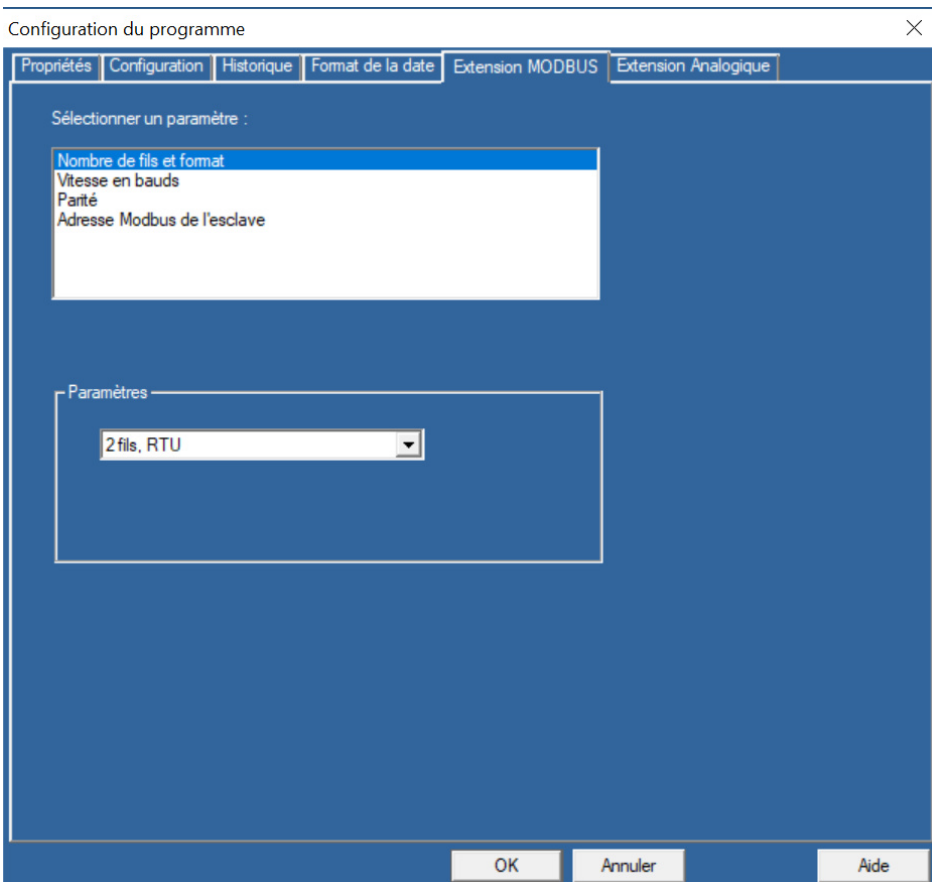 Configuration du programme
Propriétés Configuration Historique Format de la date Extension MODBUS Extension Analogique
Sélectionner un paramètre :
Nombre de fils et format
Vitesse en bauds
Parité
Adresse Modbus de l'esclave
Paramètres
2 fils, RTU
OK Annuler Aide